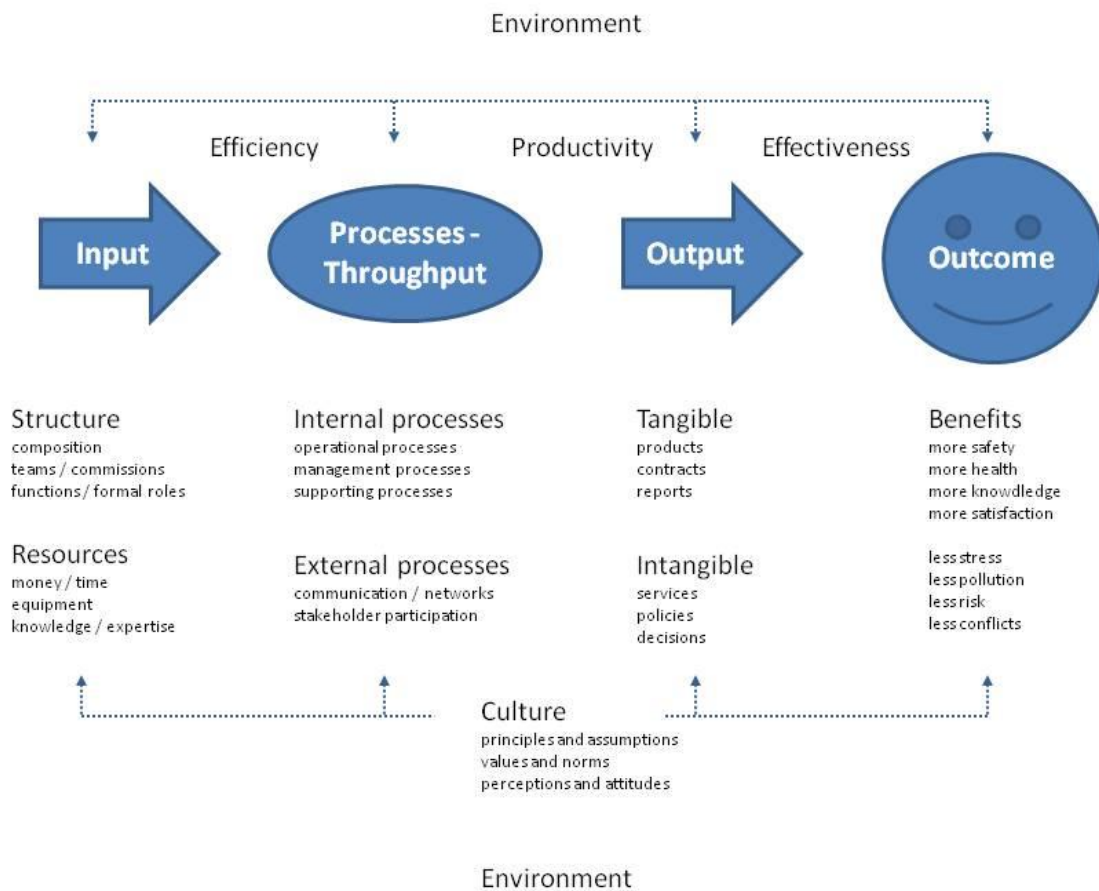 Environment
Efficiency
Productivity
Effectiveness
Input
Processes -
Throughput
Output
Outcome
Structure
composition
teams / commissions
functions / formal roles
Resources
money / time
equipment
knowledge / expertise
Internal processes
operational processes
management processes
supporting processes
External processes
communication / networks
stakeholder participation
Tangible
products
contracts
reports
Intangible
services
policies
decisions
Benefits
more safety
more health
more knowdledge
more satisfaction
less stress
less pollution
less risk
less conflicts
Culture
principles and assumptions
values and norms
perceptions and attitudes
Environment